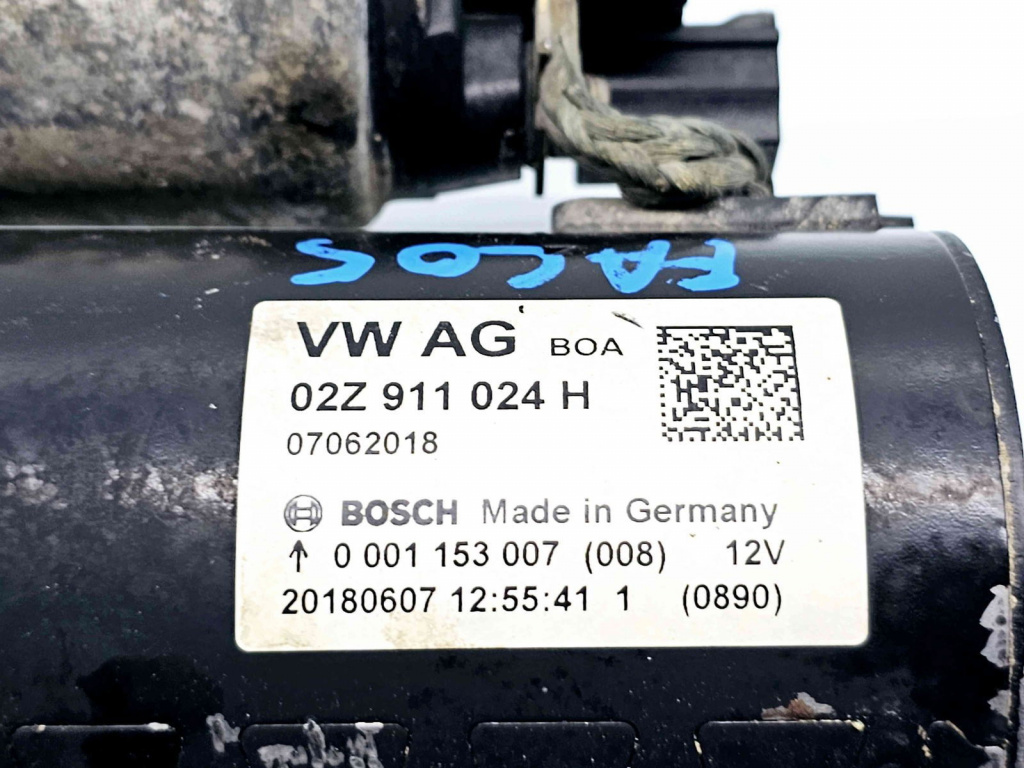 FALOS
VW AG BOA
02Z 911 024 H
07062018
BOSCH Made in Germany
↑ 0 001 153 007 (008) 12V
20180607 12:55:41 1 (0890)